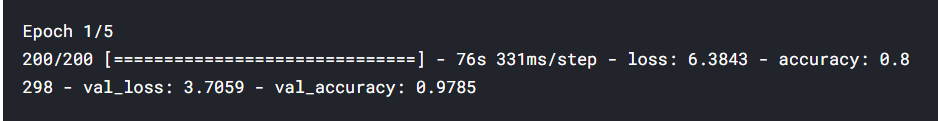 Epoch 1/5
200/200 [==============================] - 76s 331ms/step - loss: 6.3843 - accuracy: 0.8
298 - val_loss: 3.7059 - val_accuracy: 0.9785